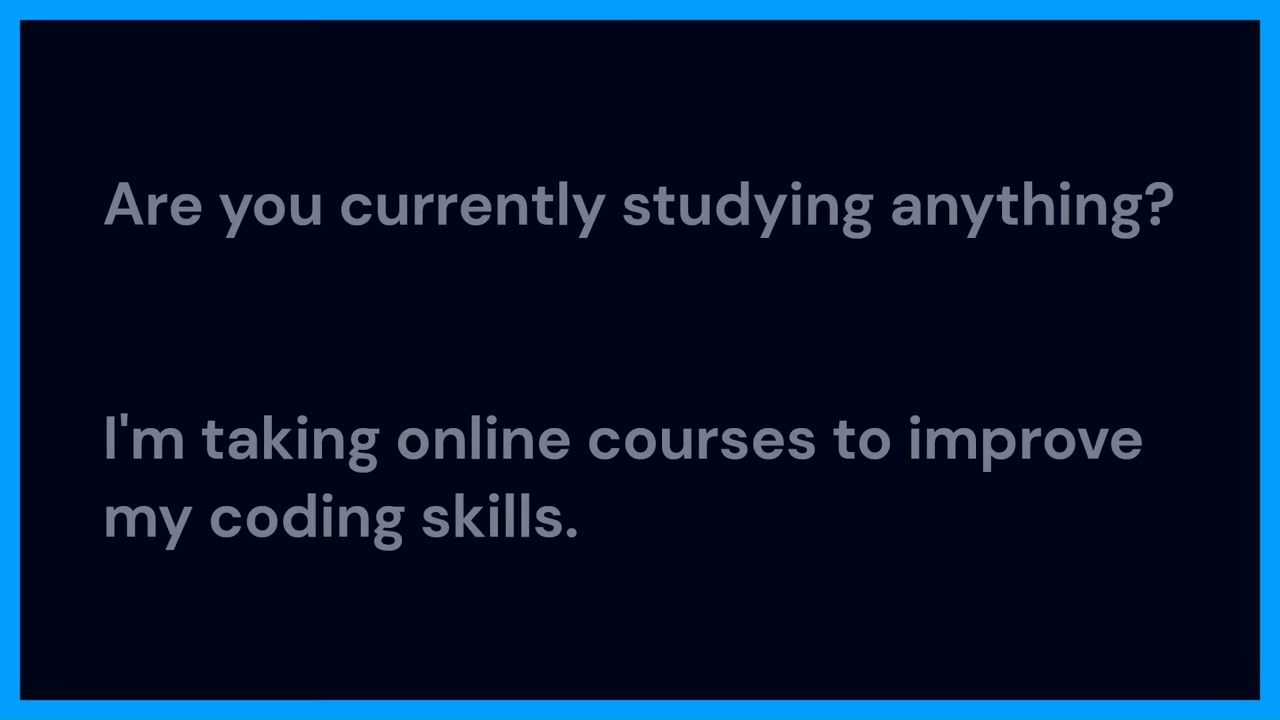 Are you currently studying anything?
I'm taking online courses to improve
my coding skills.